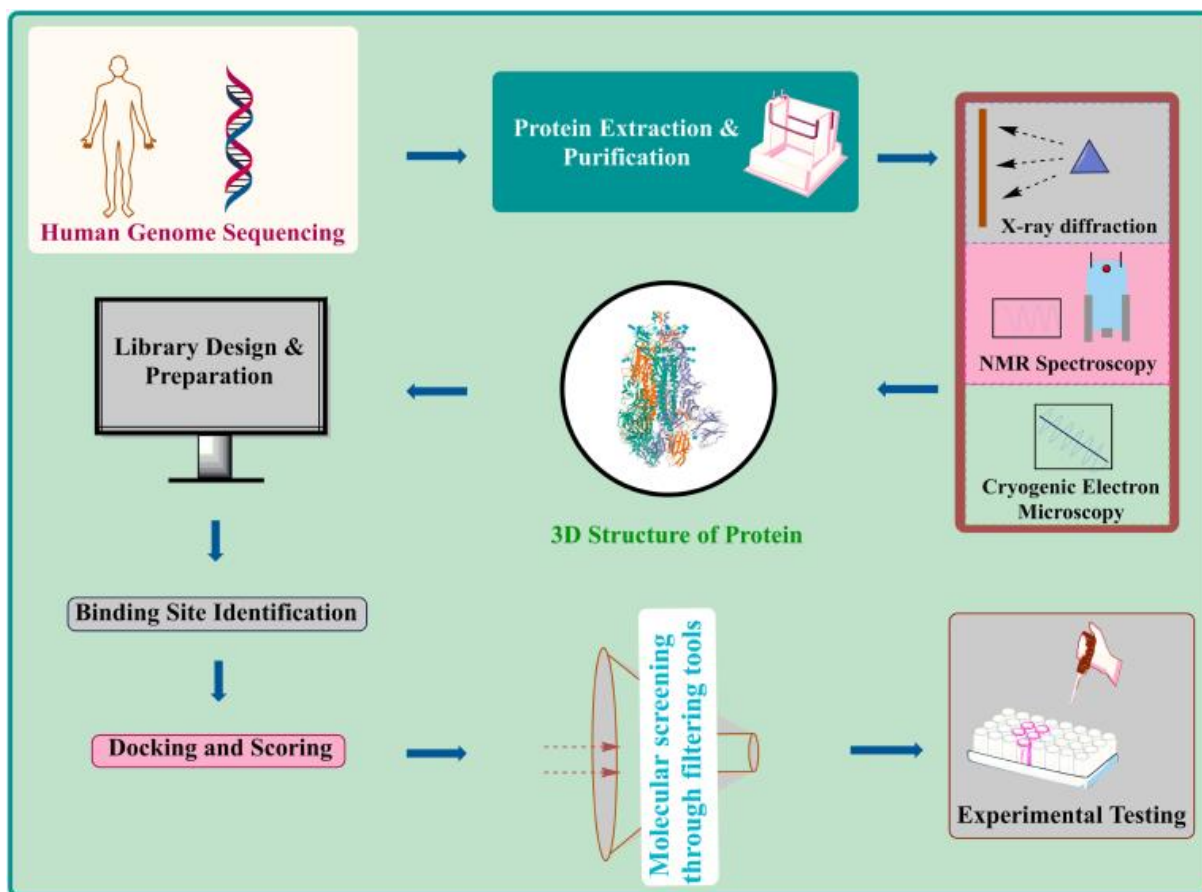 Human Genome Sequencing
Protein Extraction &
Purification
X-ray diffraction
NMR Spectroscopy
Cryogenic Electron
Microscopy
3D Structure of Protein
Library Design &
Preparation
Binding Site Identification
Docking and Scoring
Molecular screening
through filtering tools
Experimental Testing